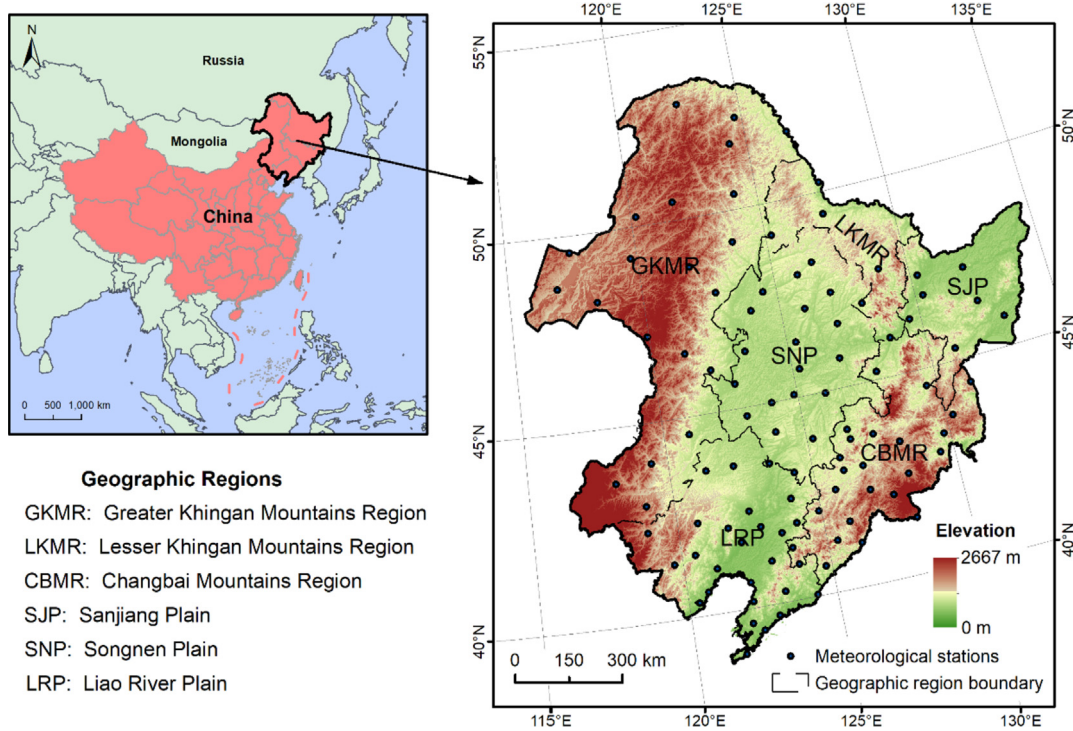 N
Russia
Mongolia
China
0 500 1,000 km
Geographic Regions
GKMR: Greater Khingan Mountains Region
LKMR: Lesser Khingan Mountains Region
CBMR: Changbai Mountains Region
SJP: Sanjiang Plain
SNP: Songnen Plain
LRP: Liao River Plain
120°E 125°E 130°E 135°E
55°N
50°N
45°N
40°N
50°N
45°N
40°N
GKMR
LKMR
SJP
SNP
CBMR
LRP
Elevation
2667 m
0 m
0 150 300 km
Meteorological stations
Geographic region boundary
115°E 120°E 125°E 130°E